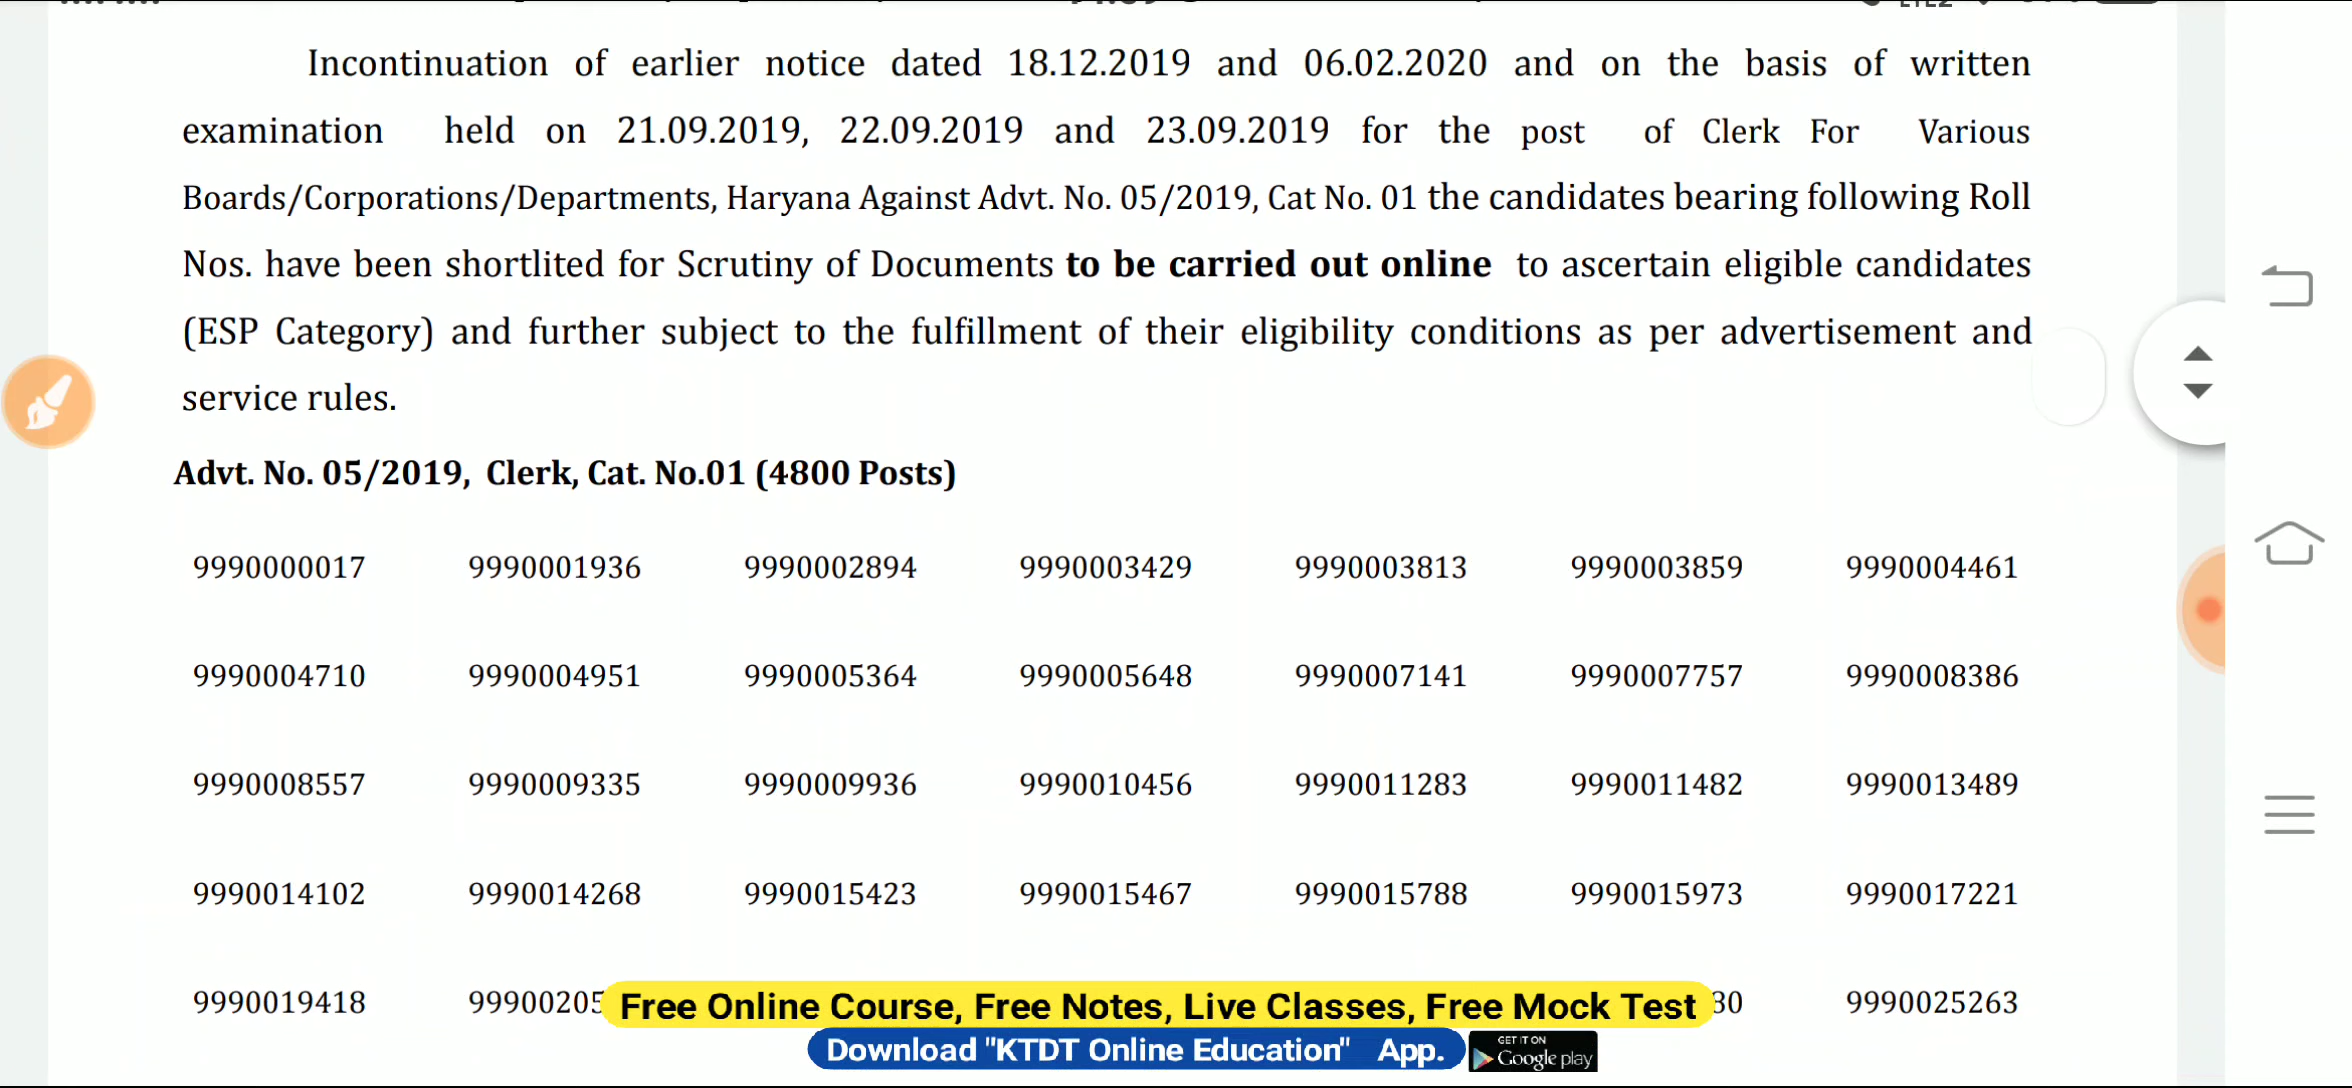 Incontinuation of earlier notice dated 18.12.2019 and 06.02.2020 and on the basis of written
examination held on 21.09.2019, 22.09.2019 and 23.09.2019 for the post of Clerk For Various
Boards/Corporations/Departments, Haryana Against Advt. No. 05/2019, Cat No. 01 the candidates bearing following Roll
Nos. have been shortlited for Scrutiny of Documents to be carried out online to ascertain eligible candidates
(ESP Category) and further subject to the fulfillment of their eligibility conditions as per advertisement and
service rules.
Advt. No. 05/2019, Clerk, Cat. No.01 (4800 Posts)
9990000017 9990001936 9990002894 9990003429 9990003813 9990003859 9990004461
9990004710 9990004951 9990005364 9990005648 9990007141 9990007757 9990008386
9990008557 9990009335 9990009936 9990010456 9990011283 9990011482 9990013489
9990014102 9990014268 9990015423 9990015467 9990015788 9990015973 9990017221
9990019418 9990025263
Free Online Course, Free Notes, Live Classes, Free Mock Test
Download "KTDT Online Education" App.
GET IT ON
Google play